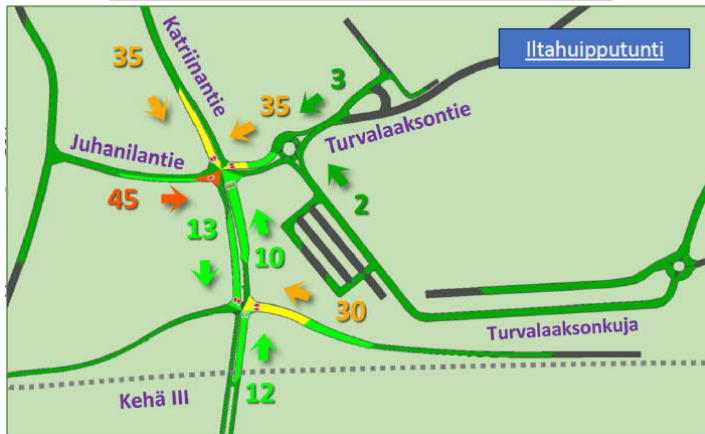 Iltahuipputunti
35
Katriinantie
35
3
Turvalaaksontie
Juhanilantie
45
2
13
10
30
Turvalaaksonkuja
Kehä III
12